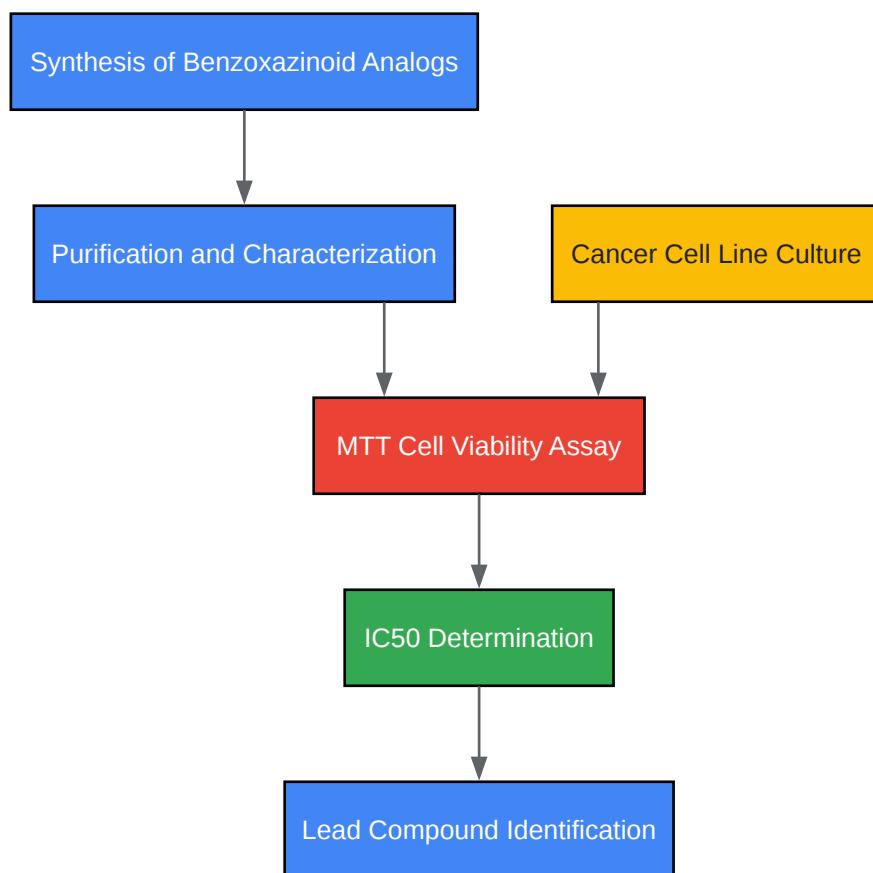 Synthesis of Benzoxazinoid Analogs
Purification and Characterization
Cancer Cell Line Culture
MTT Cell Viability Assay
IC50 Determination
Lead Compound Identification